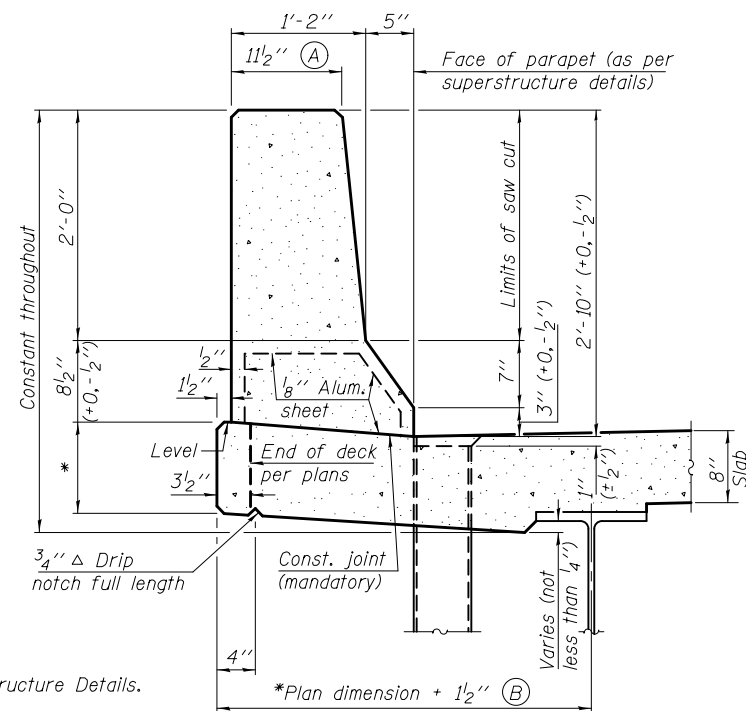 1'-2"
5"
11½" (A)
Face of parapet (as per
superstructure details)
Constant throughout
2'-0"
8½"
(+0,-½")
*
Limits of saw cut
7"
3" (+0,-½")
2'-10" (+0,-½")
½"
1½"
⅛" Alum.
sheet
Level
End of deck
per plans
3½"
1"
(±½")
8"
Slab
¾" Δ Drip
notch full length
Const. joint
(mandatory)
Varies (not
less than ¼")
4"
*Plan dimension + 1½" (B)
ructure Details.